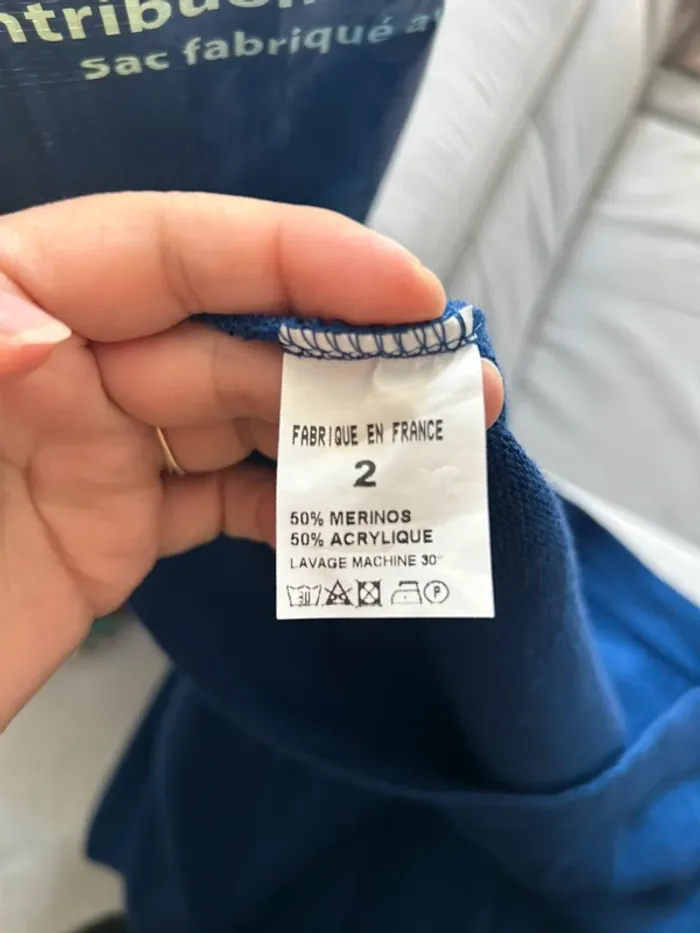 Sac fabriqué
FABRIQUE EN FRANCE
2
50% MERINOS
50% ACRYLIQUE
LAVAGE MACHINE 30°
P